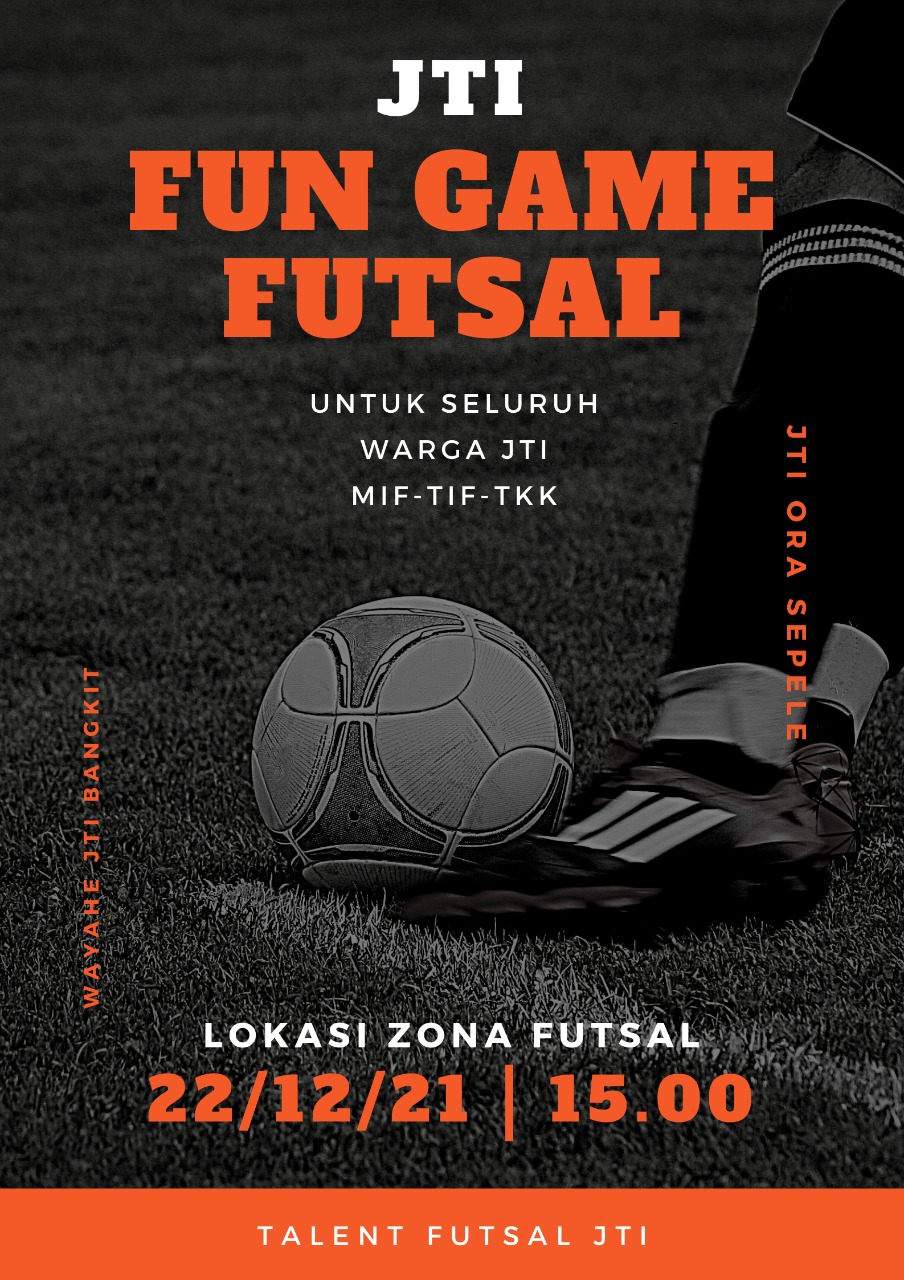 JTI
FUN GAME
FUTSAL
UNTUK SELURUH
WARGA JTI
MIF-TIF-TKK
JTI ORA SEPELE
WAYAHE JTI BANGKIT
LOKASI ZONA FUTSAL
22/12/21 | 15.00
TALENT FUTSAL JTI